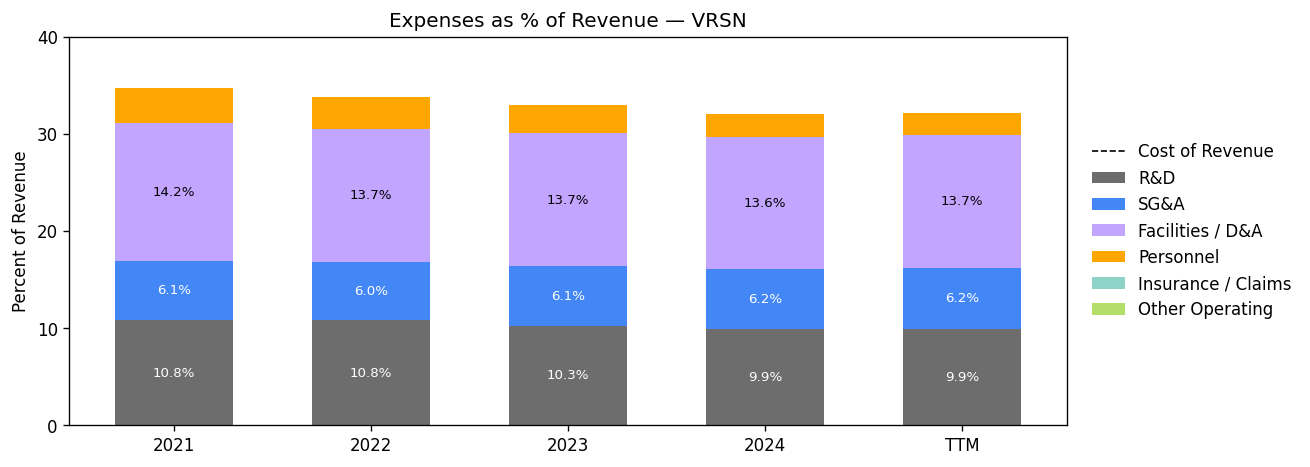 Expenses as % of Revenue — VRSN
Percent of Revenue
40
30
20
10
0
14.2%
13.7%
13.7%
13.6%
13.7%
6.1%
6.0%
6.1%
6.2%
6.2%
10.8%
10.8%
10.3%
9.9%
9.9%
2021
2022
2023
2024
TTM
Cost of Revenue
R&D
SG&A
Facilities / D&A
Personnel
Insurance / Claims
Other Operating